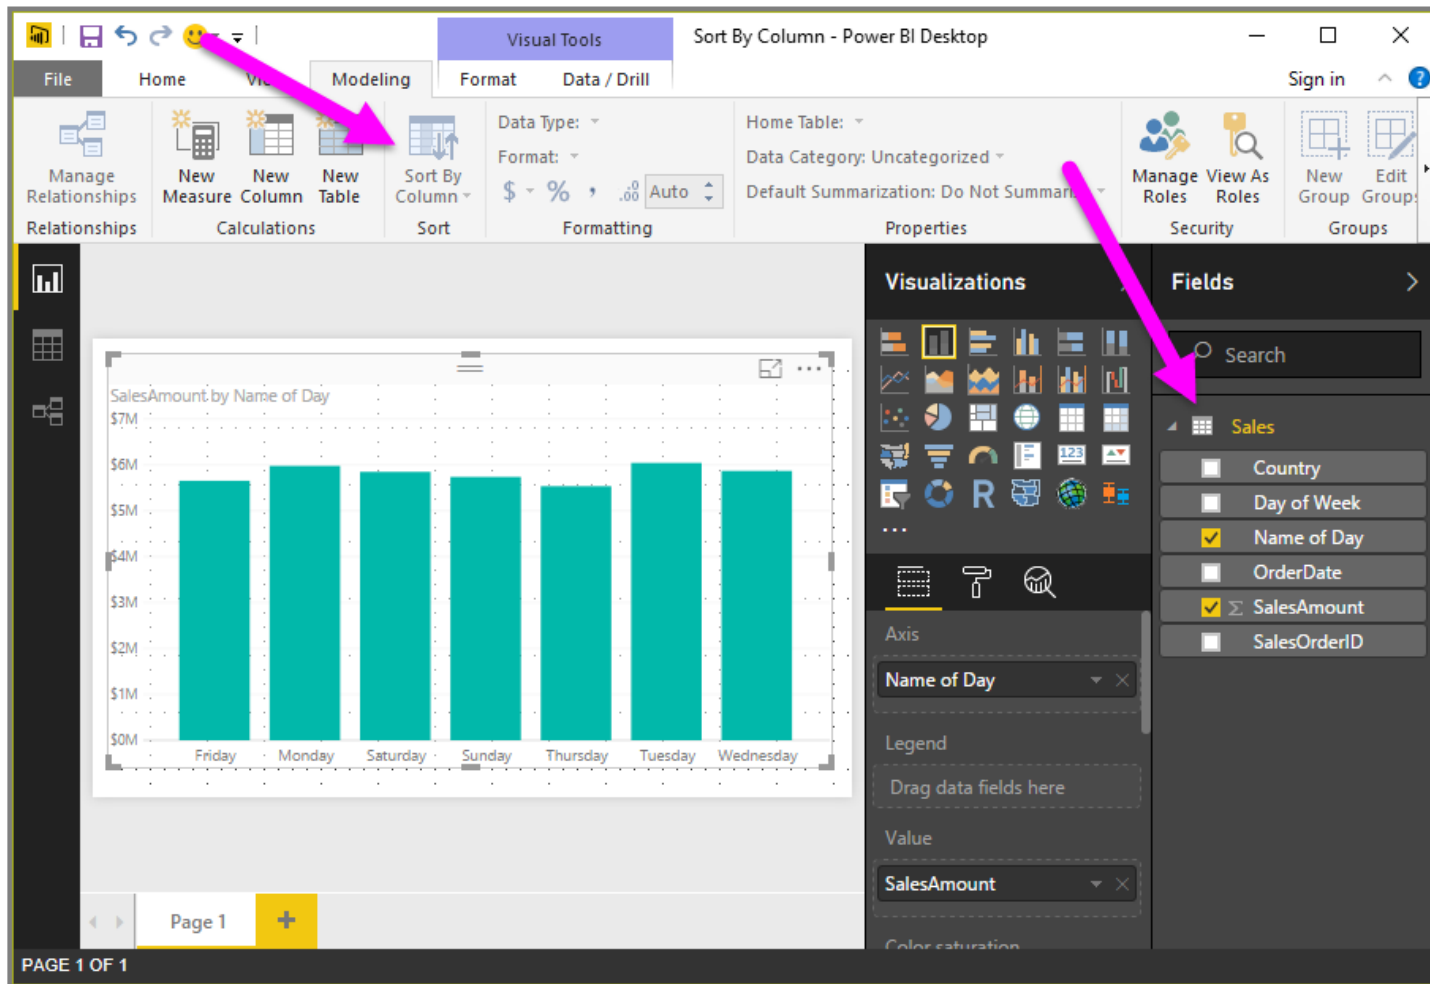 Visual Tools
Sort By Column - Power BI Desktop
File
Home
Modeling
Format
Data / Drill
Sign in
?
Manage Relationships
New Measure
New Column
New Table
Sort By Column
Data Type:
Format:
$ % , .00 Auto
Home Table:
Data Category: Uncategorized
Default Summarization: Do Not
Manage Roles
View As Roles
New Group
Edit
Relationships
Calculations
Sort
Formatting
Properties
Security
Groups
Visualizations
Fields
Search
SalesAmount by Name of Day
$7M
$6M
$5M
$4M
$3M
$2M
$1M
$0M
Friday
Monday
Saturday
Sunday
Thursday
Tuesday
Wednesday
123
R
Axis
Name of Day
Legend
Drag data fields here
Value
SalesAmount
Color saturation
Sales
Country
Day of Week
Name of Day
OrderDate
Σ SalesAmount
SalesOrderID
Page 1
+
PAGE 1 OF 1